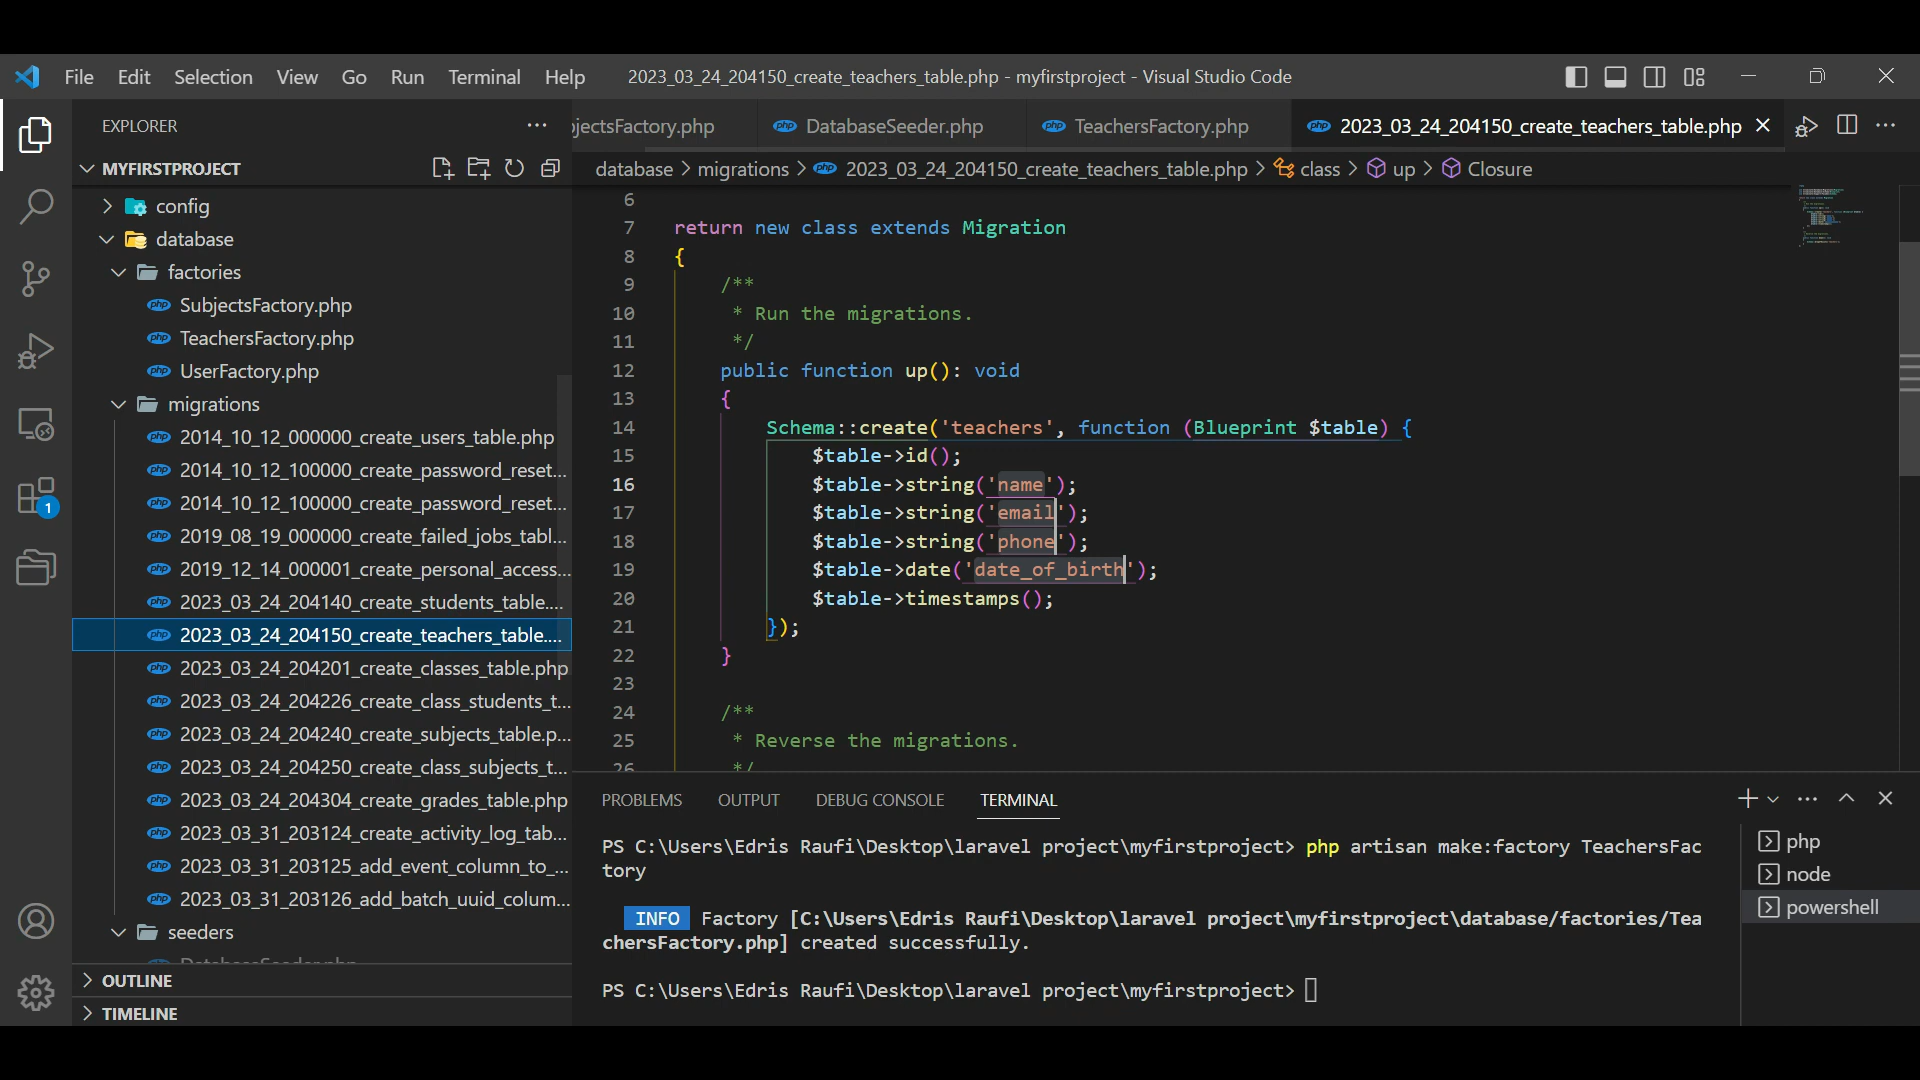 File Edit Selection View Go Run Terminal Help 2023_03_24_204150_create_teachers_table.php - myfirstproject - Visual Studio Code
EXPLORER
MYFIRSTPROJECT
config
database
factories
SubjectsFactory.php
TeachersFactory.php
UserFactory.php
migrations
2014_10_12_000000_create_users_table.php
2014_10_12_100000_create_password_reset...
2014_10_12_100000_create_password_reset...
2019_08_19_000000_create_failed_jobs_tabl...
2019_12_14_000001_create_personal_access...
2023_03_24_204140_create_students_table....
2023_03_24_204150_create_teachers_table....
2023_03_24_204201_create_classes_table.php
2023_03_24_204226_create_class_students_t...
2023_03_24_204240_create_subjects_table.p...
2023_03_24_204250_create_class_subjects_t...
2023_03_24_204304_create_grades_table.php
2023_03_31_203124_create_activity_log_tab...
2023_03_31_203125_add_event_column_to_...
2023_03_31_203126_add_batch_uuid_colum...
seeders
OUTLINE
TIMELINE
1
jectsFactory.php DatabaseSeeder.php TeachersFactory.php 2023_03_24_204150_create_teachers_table.php
database > migrations > 2023_03_24_204150_create_teachers_table.php > class > up > Closure
6
7 return new class extends Migration
8 {
9 /**
10 * Run the migrations.
11 */
12 public function up(): void
13 {
14 Schema::create('teachers', function (Blueprint $table) {
15 $table->id();
16 $table->string('name');
17 $table->string('email');
18 $table->string('phone');
19 $table->date('date_of_birth');
20 $table->timestamps();
21 });
22 }
23
24 /**
25 * Reverse the migrations.
26 */
PROBLEMS OUTPUT DEBUG CONSOLE TERMINAL
PS C:\Users\Edris Raufi\Desktop\laravel project\myfirstproject> php artisan make:factory TeachersFac
tory
INFO Factory [C:\Users\Edris Raufi\Desktop\laravel project\myfirstproject\database/factories/Tea
chersFactory.php] created successfully.
PS C:\Users\Edris Raufi\Desktop\laravel project\myfirstproject>
php
node
powershell